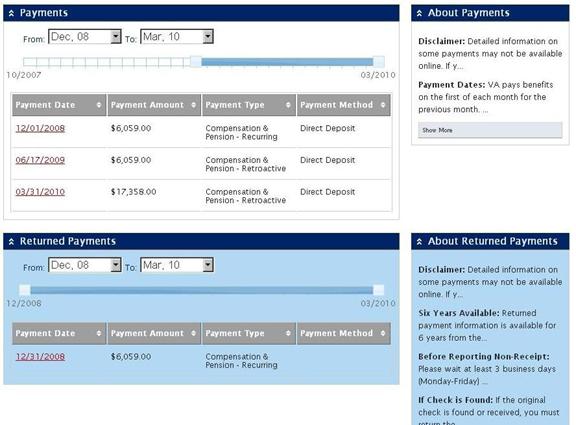 Payments
From: Dec, 08 To: Mar, 10
10/2007 03/2010
Payment Date Payment Amount Payment Type Payment Method
12/01/2008 $6,059.00 Compensation & Direct Deposit
Pension - Recurring
06/17/2009 $6,059.00 Compensation & Direct Deposit
Pension - Retroactive
03/31/2010 $17,358.00 Compensation & Direct Deposit
Pension - Retroactive
About Payments
Disclaimer: Detailed information on
some payments may not be available
online. If y...
Payment Dates: VA pays benefits
on the first of each month for the
previous month. ...
Show More
Returned Payments
From: Dec, 08 To: Mar, 10
12/2008 03/2010
Payment Date Payment Amount Payment Type Payment Method
12/31/2008 $6,059.00 Compensation &
Pension - Recurring
About Returned Payments
Disclaimer: Detailed information on
some payments may not be available
online. If y...
Six Years Available: Returned
payment information is available for
6 years from the...
Before Reporting Non-Receipt:
Please wait at least 3 business days
(Monday-Friday) ...
If Check is Found: If the original
check is found or received, you must
return the...